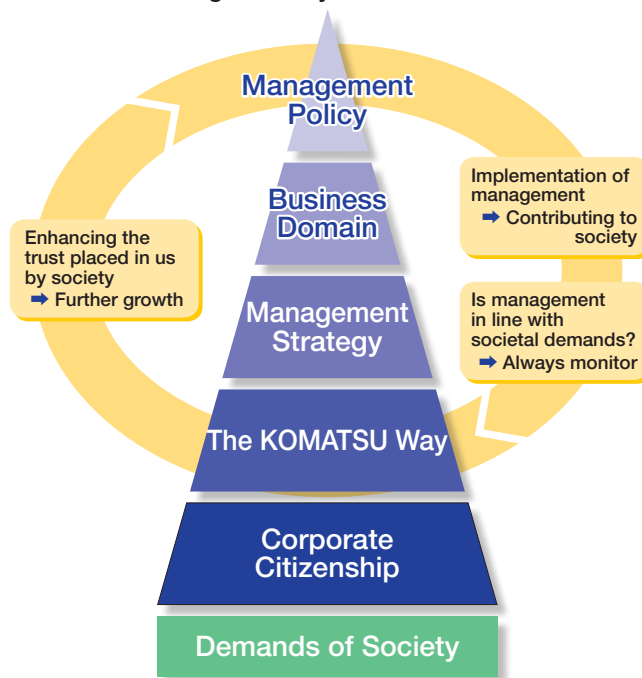 Management
Policy
Business
Domain
Implementation of
management
➡ Contributing to
society
Enhancing the
trust placed in us
by society
➡ Further growth
Management
Strategy
Is management
in line with
societal demands?
➡ Always monitor
The KOMATSU Way
Corporate
Citizenship
Demands of Society